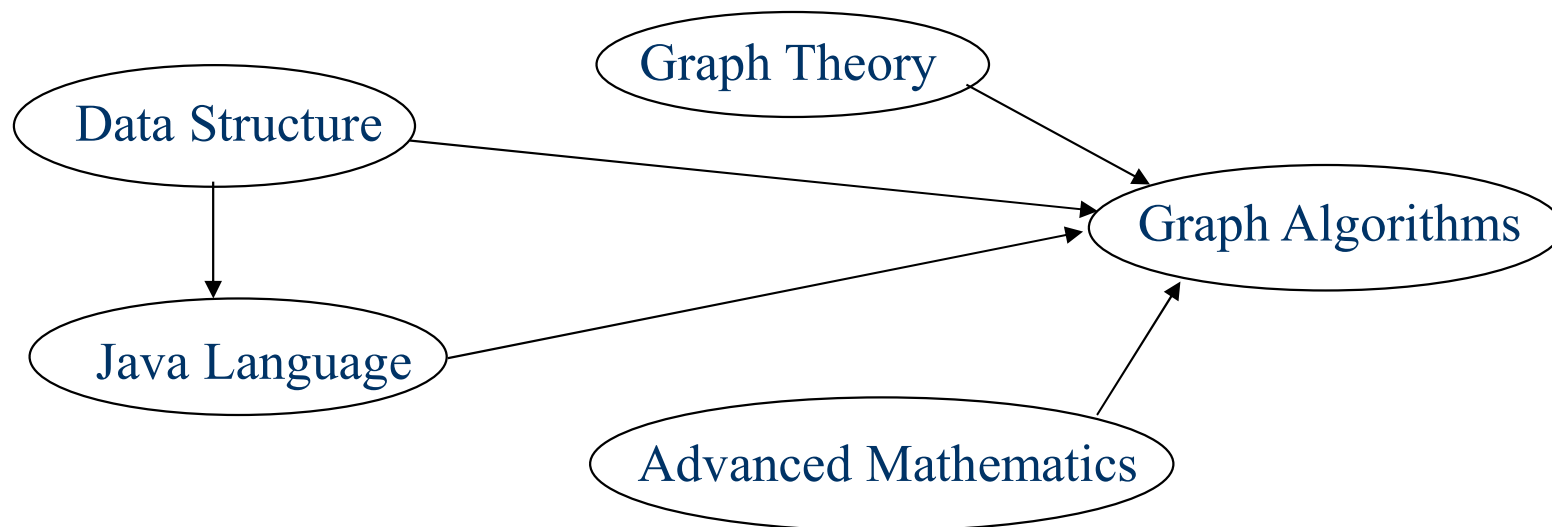 Graph Theory
Data Structure
Graph Algorithms
Java Language
Advanced Mathematics